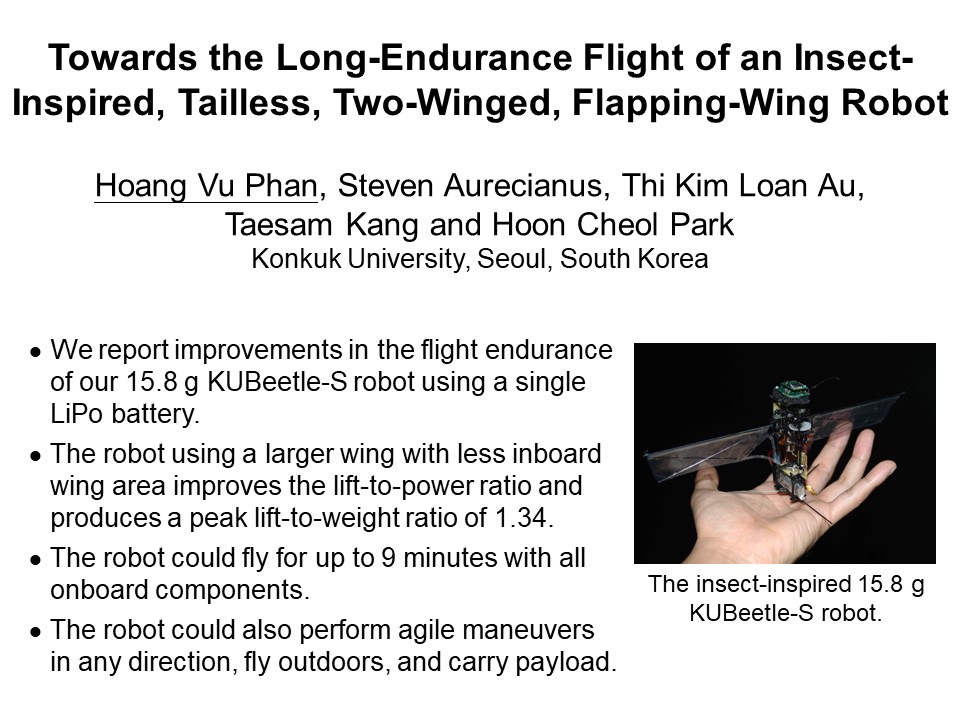 Towards the Long-Endurance Flight of an Insect-
Inspired, Tailless, Two-Winged, Flapping-Wing Robot
Hoang Vu Phan, Steven Aurecianus, Thi Kim Loan Au,
Taesam Kang and Hoon Cheol Park
Konkuk University, Seoul, South Korea
● We report improvements in the flight endurance
of our 15.8 g KUBeetle-S robot using a single
LiPo battery.
● The robot using a larger wing with less inboard
wing area improves the lift-to-power ratio and
produces a peak lift-to-weight ratio of 1.34.
● The robot could fly for up to 9 minutes with all
onboard components.
● The robot could also perform agile maneuvers
in any direction, fly outdoors, and carry payload.
The insect-inspired 15.8 g
KUBeetle-S robot.